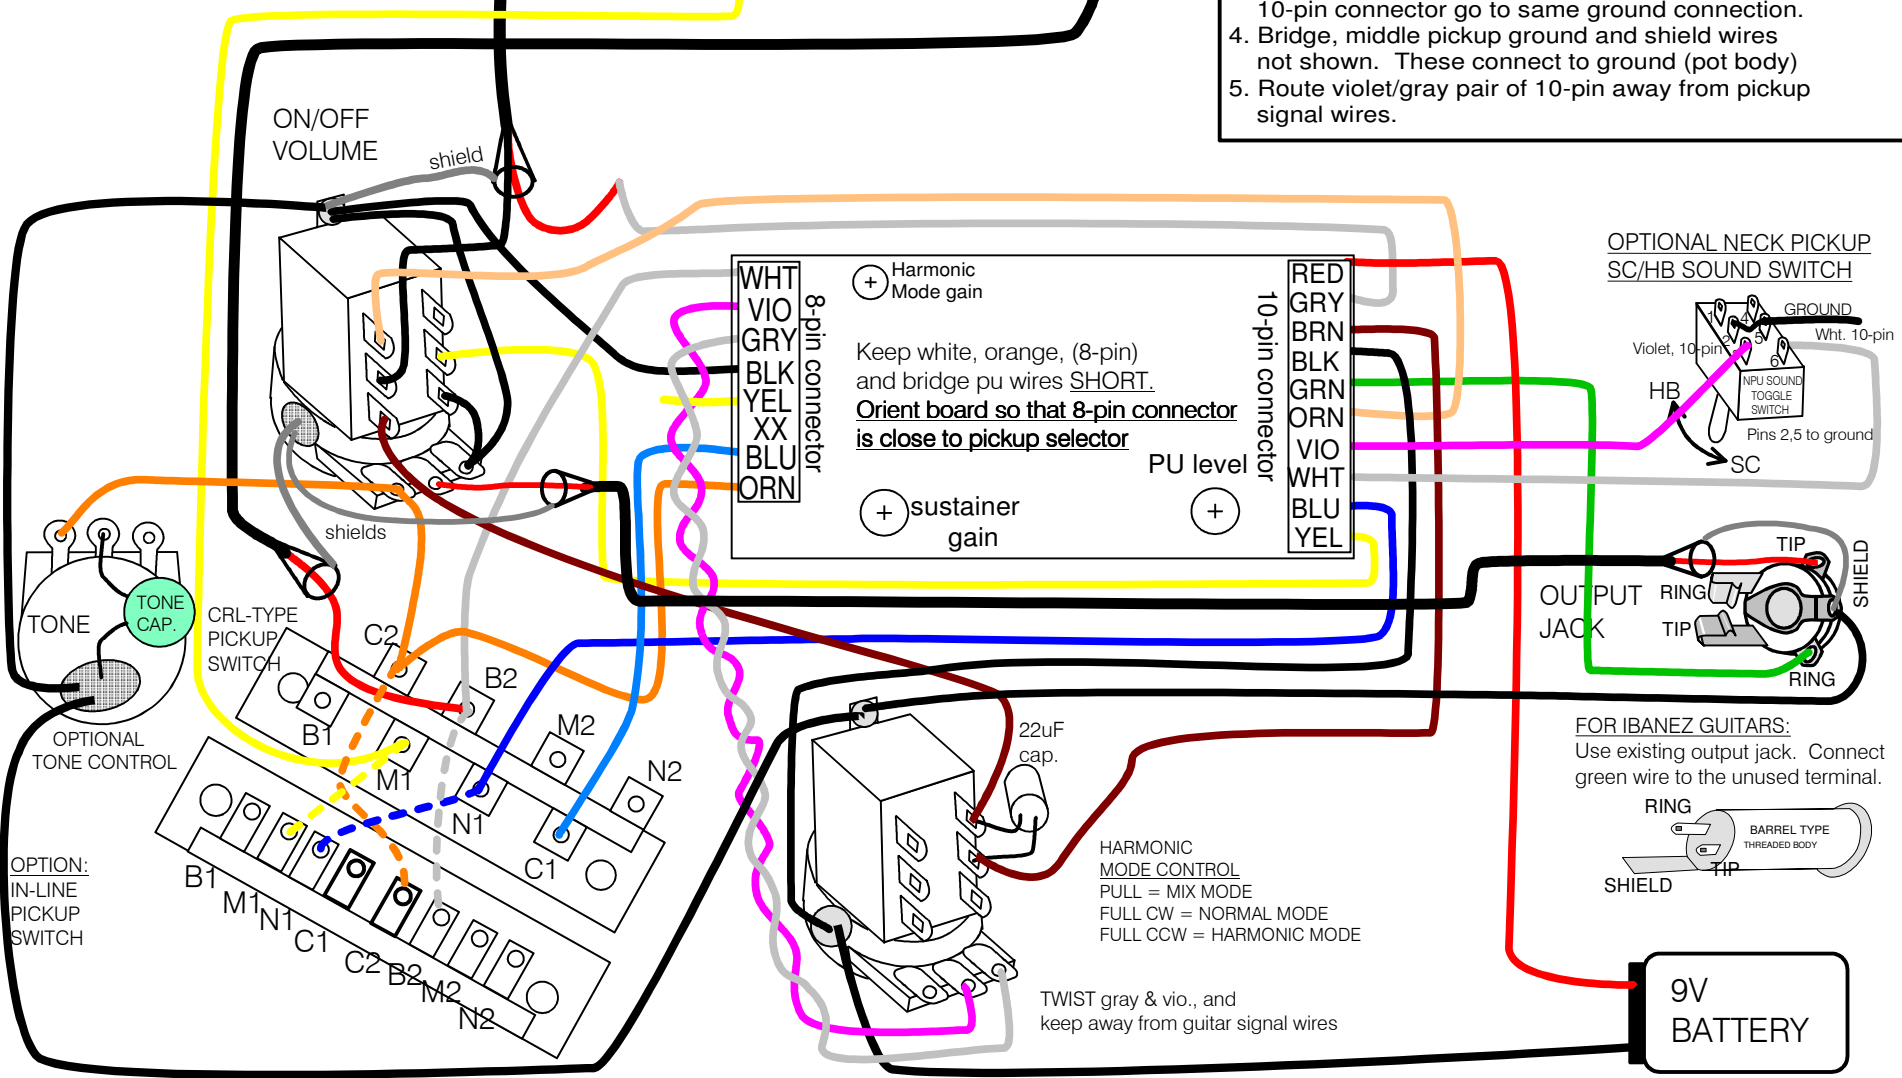 10-pin connector go to same ground connection.
4. Bridge, middle pickup ground and shield wires
not shown.  These connect to ground (pot body)
5. Route violet/gray pair of 10-pin away from pickup
signal wires.
ON/OFF
VOLUME
shield
WHT
VIO
GRY
BLK
YEL
XX
BLU
ORN
8-pin connector
Harmonic
Mode gain
Keep white, orange, (8-pin)
and bridge pu wires SHORT.
Orient board so that 8-pin connector
is close to pickup selector
PU level
sustainer
gain
10-pin connector
RED
GRY
BRN
BLK
GRN
ORN
VIO
WHT
BLU
YEL
OPTIONAL NECK PICKUP
SC/HB SOUND SWITCH
GROUND
Wht. 10-pin
Violet, 10-pin
1
4
2
5
6
HB
NPU SOUND
TOGGLE
SWITCH
Pins 2,5 to ground
SC
shields
TONE
TONE
CAP.
OPTIONAL
TONE CONTROL
CRL-TYPE
PICKUP
SWITCH
C2
B2
B1
M2
M1
N2
N1
C1
OPTION:
IN-LINE
PICKUP
SWITCH
B1
M1
N1
C1
C2
B2
M2
N2
22uF
cap.
HARMONIC
MODE CONTROL
PULL = MIX MODE
FULL CW = NORMAL MODE
FULL CCW = HARMONIC MODE
TWIST gray & vio., and
keep away from guitar signal wires
OUTPUT
JACK
TIP
RING
TIP
RING
SHIELD
FOR IBANEZ GUITARS:
Use existing output jack.  Connect
green wire to the unused terminal.
RING
BARREL TYPE
THREADED BODY
TIP
SHIELD
9V
BATTERY